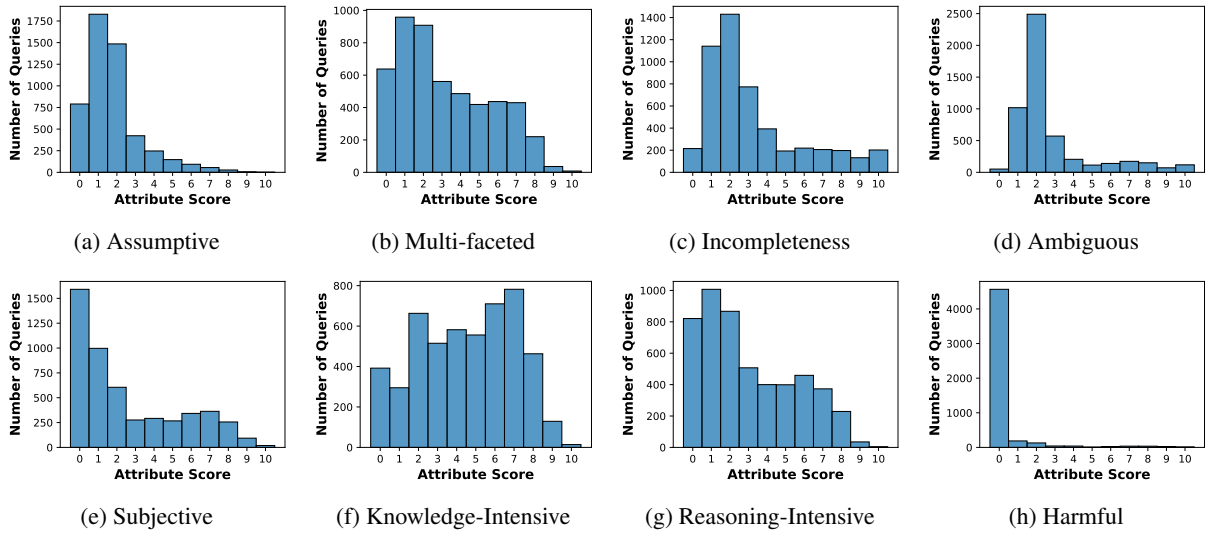 Number of Queries
1750
1500
1250
1000
750
500
250
0
0 1 2 3 4 5 6 7 8 9 10
Attribute Score
(a) Assumptive
Number of Queries
1000
800
600
400
200
0
0 1 2 3 4 5 6 7 8 9 10
Attribute Score
(b) Multi-faceted
Number of Queries
1400
1200
1000
800
600
400
200
0
0 1 2 3 4 5 6 7 8 9 10
Attribute Score
(c) Incompleteness
Number of Queries
2500
2000
1500
1000
500
0
0 1 2 3 4 5 6 7 8 9 10
Attribute Score
(d) Ambiguous
Number of Queries
1500
1250
1000
750
500
250
0
0 1 2 3 4 5 6 7 8 9 10
Attribute Score
(e) Subjective
Number of Queries
800
600
400
200
0
0 1 2 3 4 5 6 7 8 9 10
Attribute Score
(f) Knowledge-Intensive
Number of Queries
1000
800
600
400
200
0
0 1 2 3 4 5 6 7 8 9 10
Attribute Score
(g) Reasoning-Intensive
Number of Queries
4000
3000
2000
1000
0
0 1 2 3 4 5 6 7 8 9 10
Attribute Score
(h) Harmful